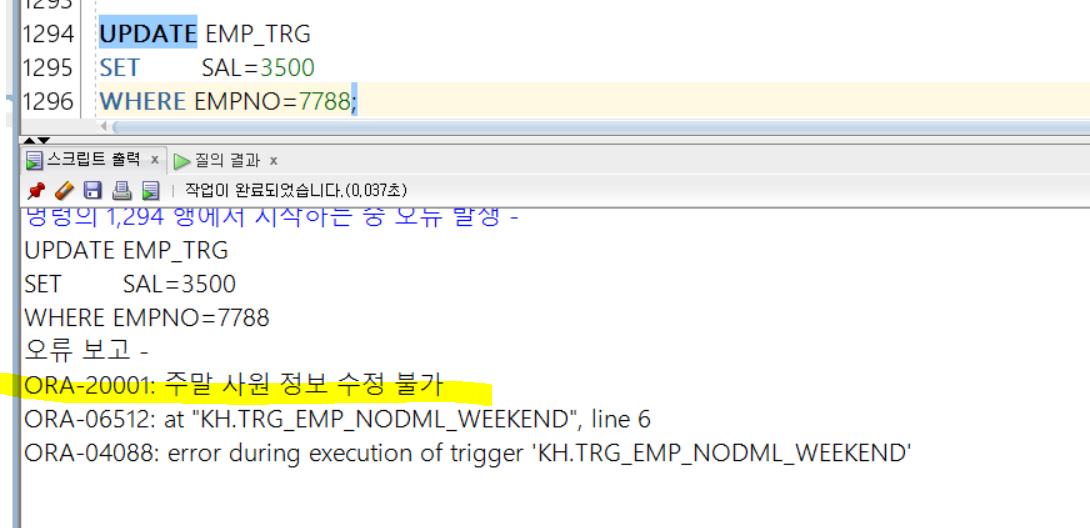 1293
1294 UPDATE EMP_TRG
1295 SET SAL=3500
1296 WHERE EMPNO=7788;
스크립트 출력 x 질의 결과 x
작업이 완료되었습니다.(0,037초)
명령의 1,294 행에서 시작하는 중 오류 발생 -
UPDATE EMP_TRG
SET SAL=3500
WHERE EMPNO=7788
오류 보고 -
ORA-20001: 주말 사원 정보 수정 불가
ORA-06512: at "KH.TRG_EMP_NODML_WEEKEND", line 6
ORA-04088: error during execution of trigger 'KH.TRG_EMP_NODML_WEEKEND'